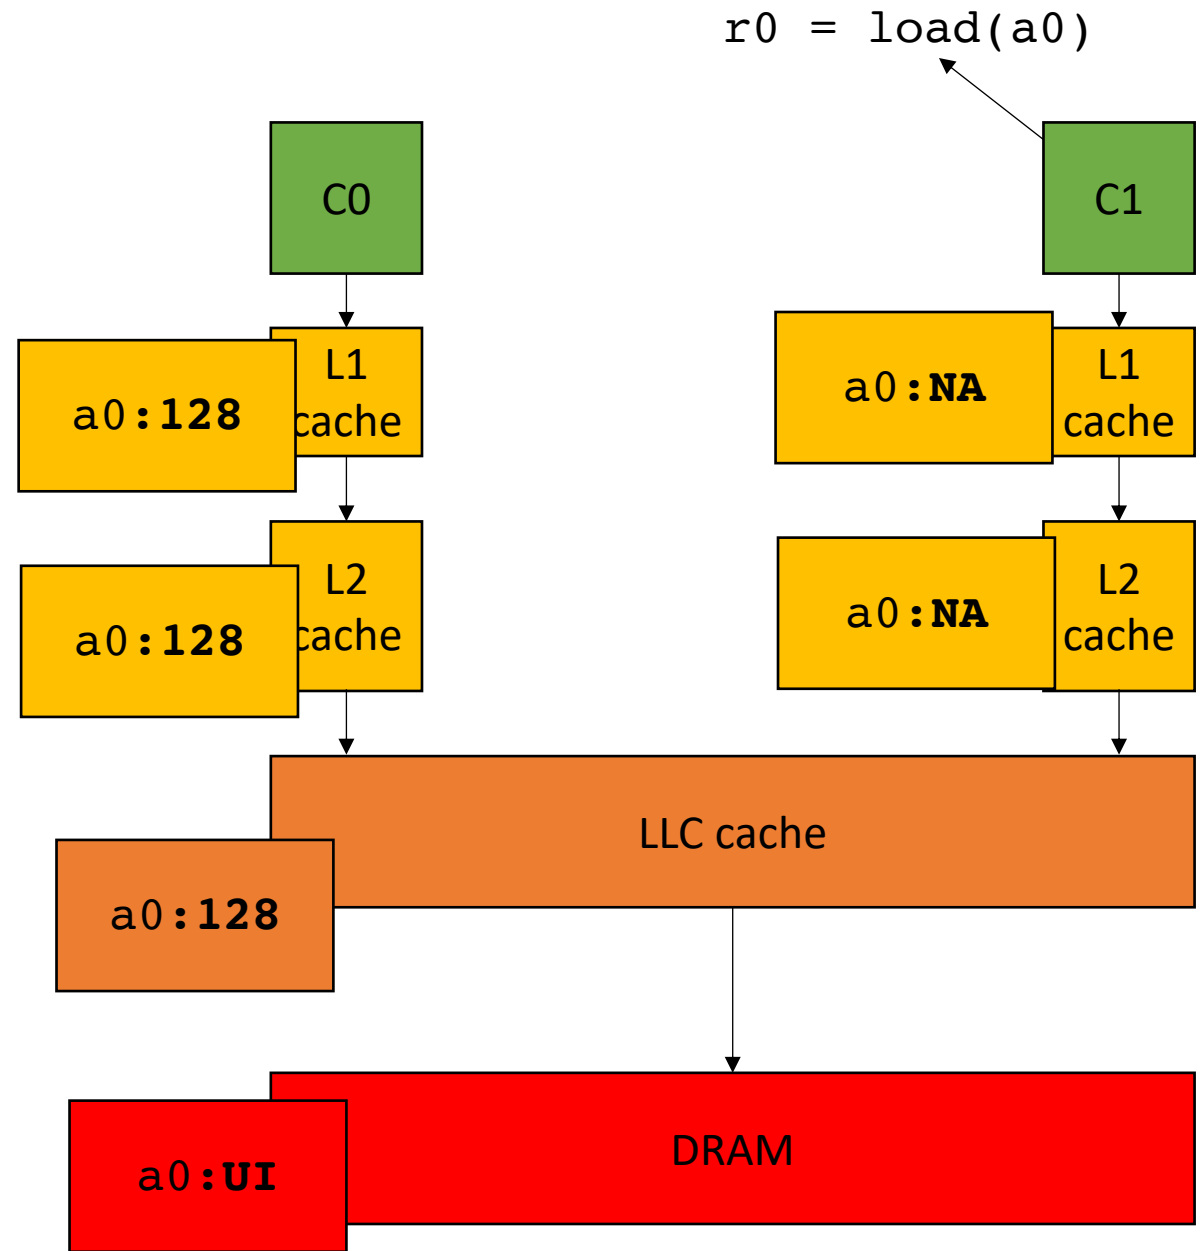 r0 = load(a0)
C0
C1
a0:128
L1
cache
a0:NA
L1
cache
a0:128
L2
cache
a0:NA
L2
cache
LLC cache
a0:128
DRAM
a0:UI